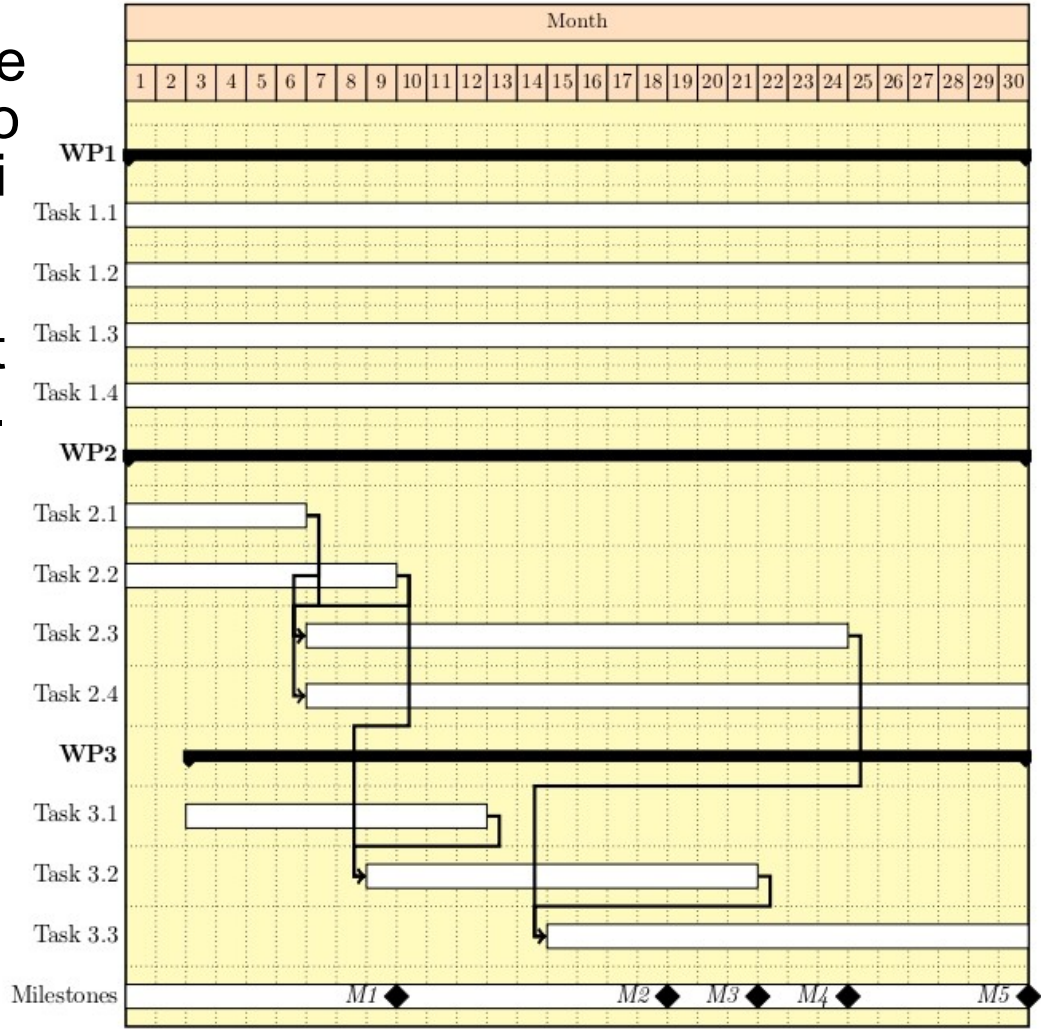 Month
1 2 3 4 5 6 7 8 9 10 11 12 13 14 15 16 17 18 19 20 21 22 23 24 25 26 27 28 29 30
e
o
i
WP1
Task 1.1
Task 1.2
Task 1.3
t
Task 1.4
WP2
Task 2.1
Task 2.2
Task 2.3
Task 2.4
WP3
Task 3.1
Task 3.2
Task 3.3
Milestones M1 M2 M3 M4 M5